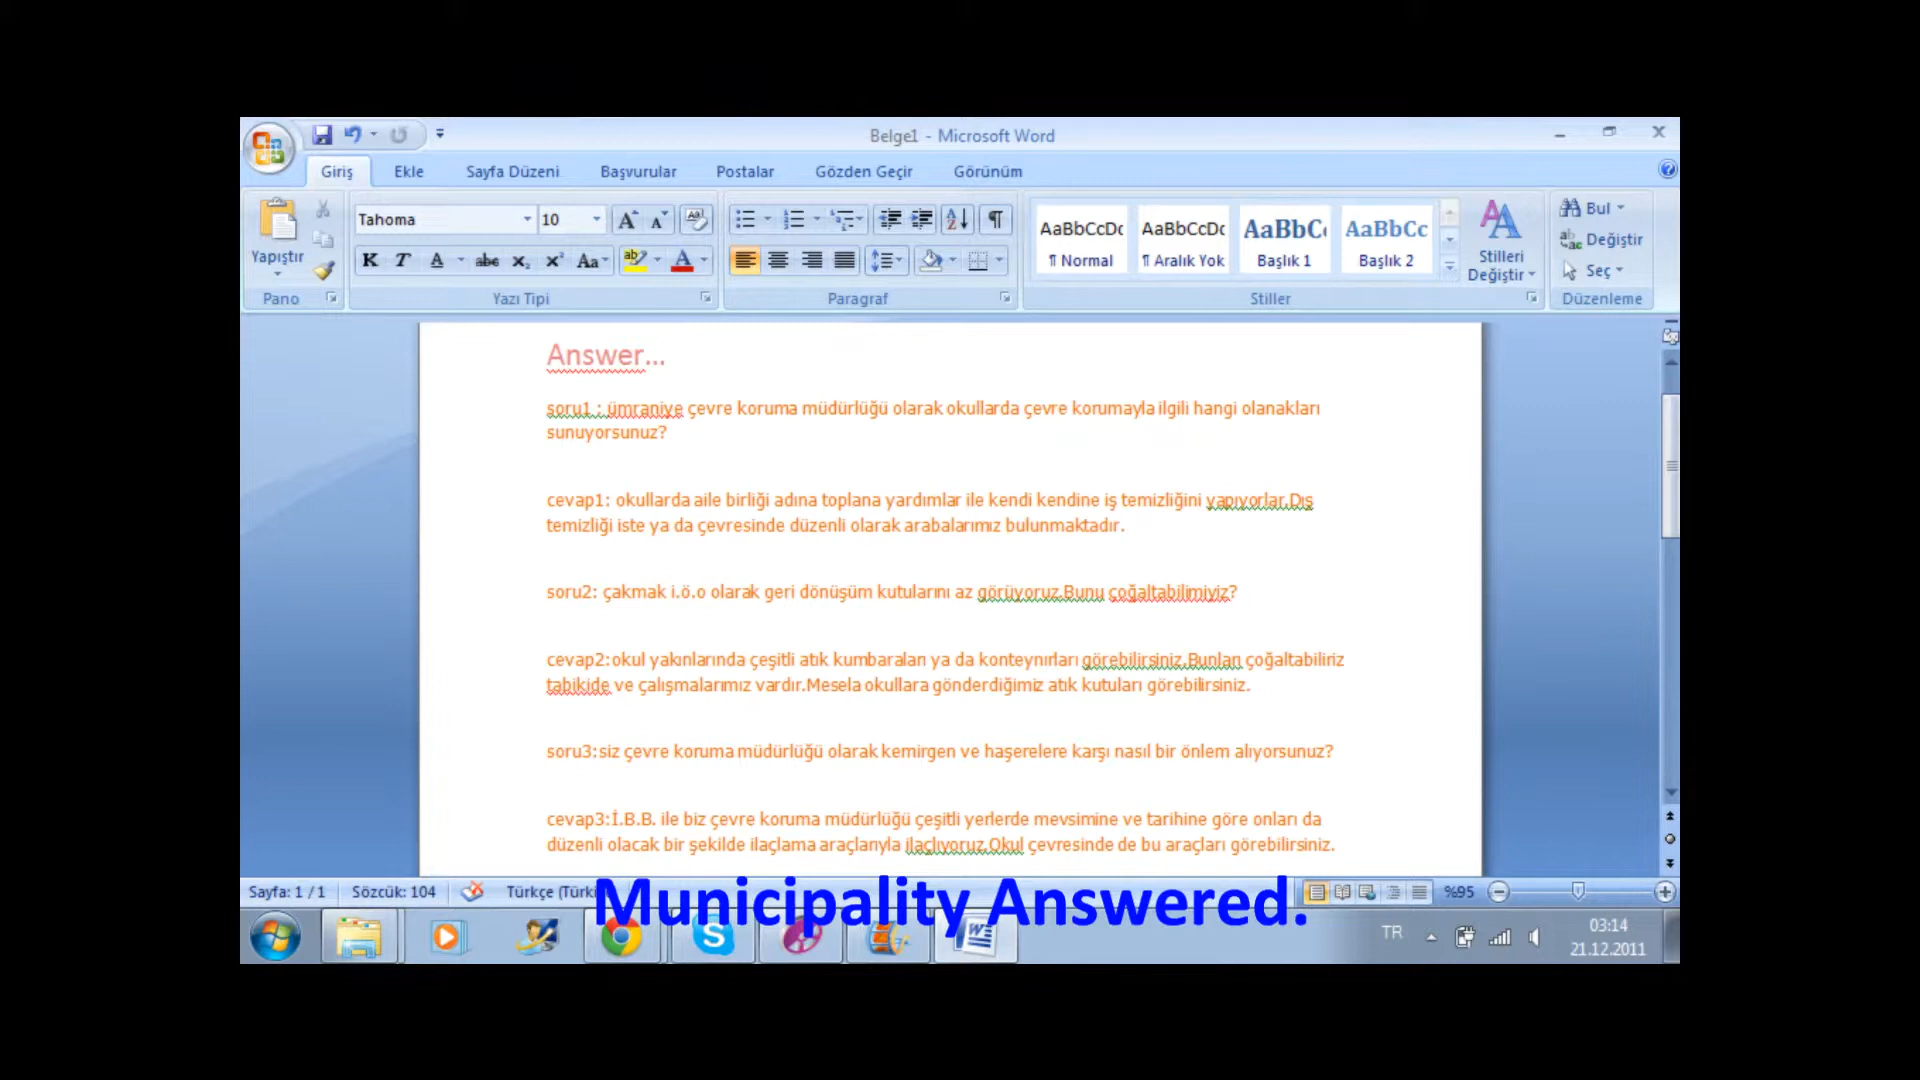 Belge1 - Microsoft Word
Giriş Ekle Sayfa Düzeni Başvurular Postalar Gözden Geçir Görünüm
Tahoma 10
Yapıştır
K T A abc x₂ x² Aa
AaBbCcDc AaBbCcDc AaBbC AaBbCc
¶ Normal ¶ Aralık Yok Başlık 1 Başlık 2
Stilleri
Değiştir
Bul
Değiştir
Seç
Pano Yazı Tipi Paragraf Stiller Düzenleme
Answer...
soru1 : ümraniye çevre koruma müdürlüğü olarak okullarda çevre korumayla ilgili hangi olanakları
sunuyorsunuz?
cevap1: okullarda aile birliği adına toplana yardımlar ile kendi kendine iş temizliğini yapıyorlar.Dış
temizliği iste ya da çevresinde düzenli olarak arabalarımız bulunmaktadır.
soru2: çakmak i.ö.o olarak geri dönüşüm kutularını az görüyoruz.Bunu çoğaltabilimiyiz?
cevap2:okul yakınlarında çeşitli atık kumbaraları ya da konteynırları görebilirsiniz.Bunları çoğaltabiliriz
tabikide ve çalışmalarımız vardır.Mesela okullara gönderdiğimiz atık kutuları görebilirsiniz.
soru3:siz çevre koruma müdürlüğü olarak kemirgen ve haşerelere karşı nasıl bir önlem alıyorsunuz?
cevap3:İ.B.B. ile biz çevre koruma müdürlüğü çeşitli yerlerde mevsimine ve tarihine göre onları da
düzenli olacak bir şekilde ilaçlama araçlarıyla ilaçlıyoruz.Okul çevresinde de bu araçları görebilirsiniz.
Sayfa: 1 / 1 Sözcük: 104 Türkçe (Türki %95
Municipality Answered.
TR 03:14
21.12.2011